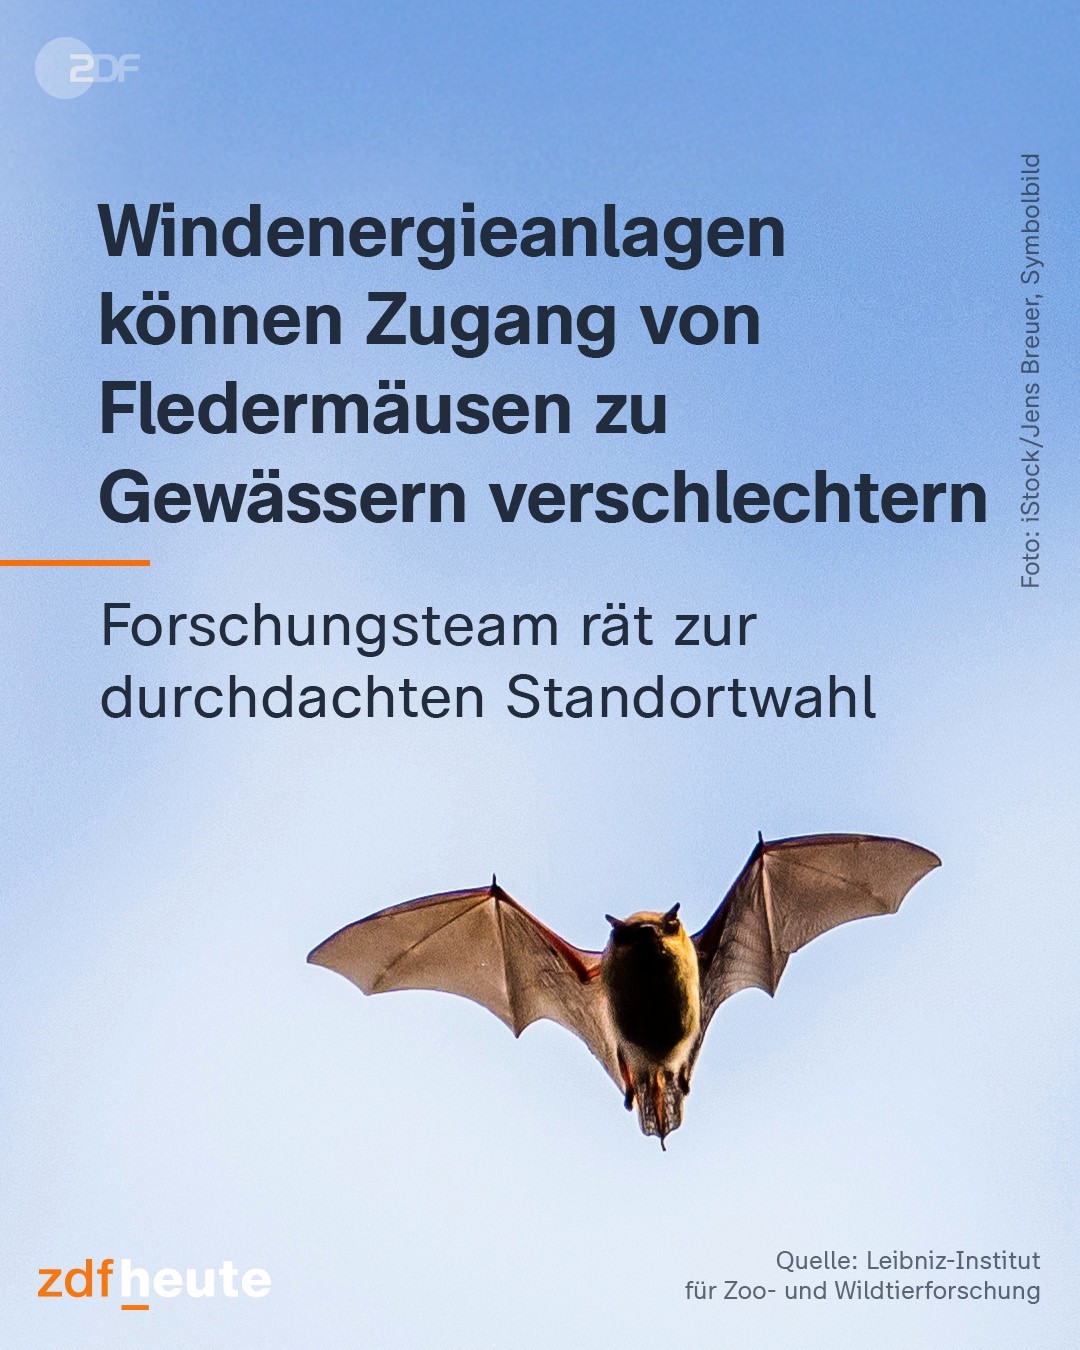 ZDF
Windenergieanlagen
können Zugang von
Fledermäusen zu
Gewässern verschlechtern
Forschungsteam rät zur
durchdachten Standortwahl
Foto: iStock/Jens Breuer, Symbolbild
zdfheute
Quelle: Leibniz-Institut
für Zoo- und Wildtierforschung